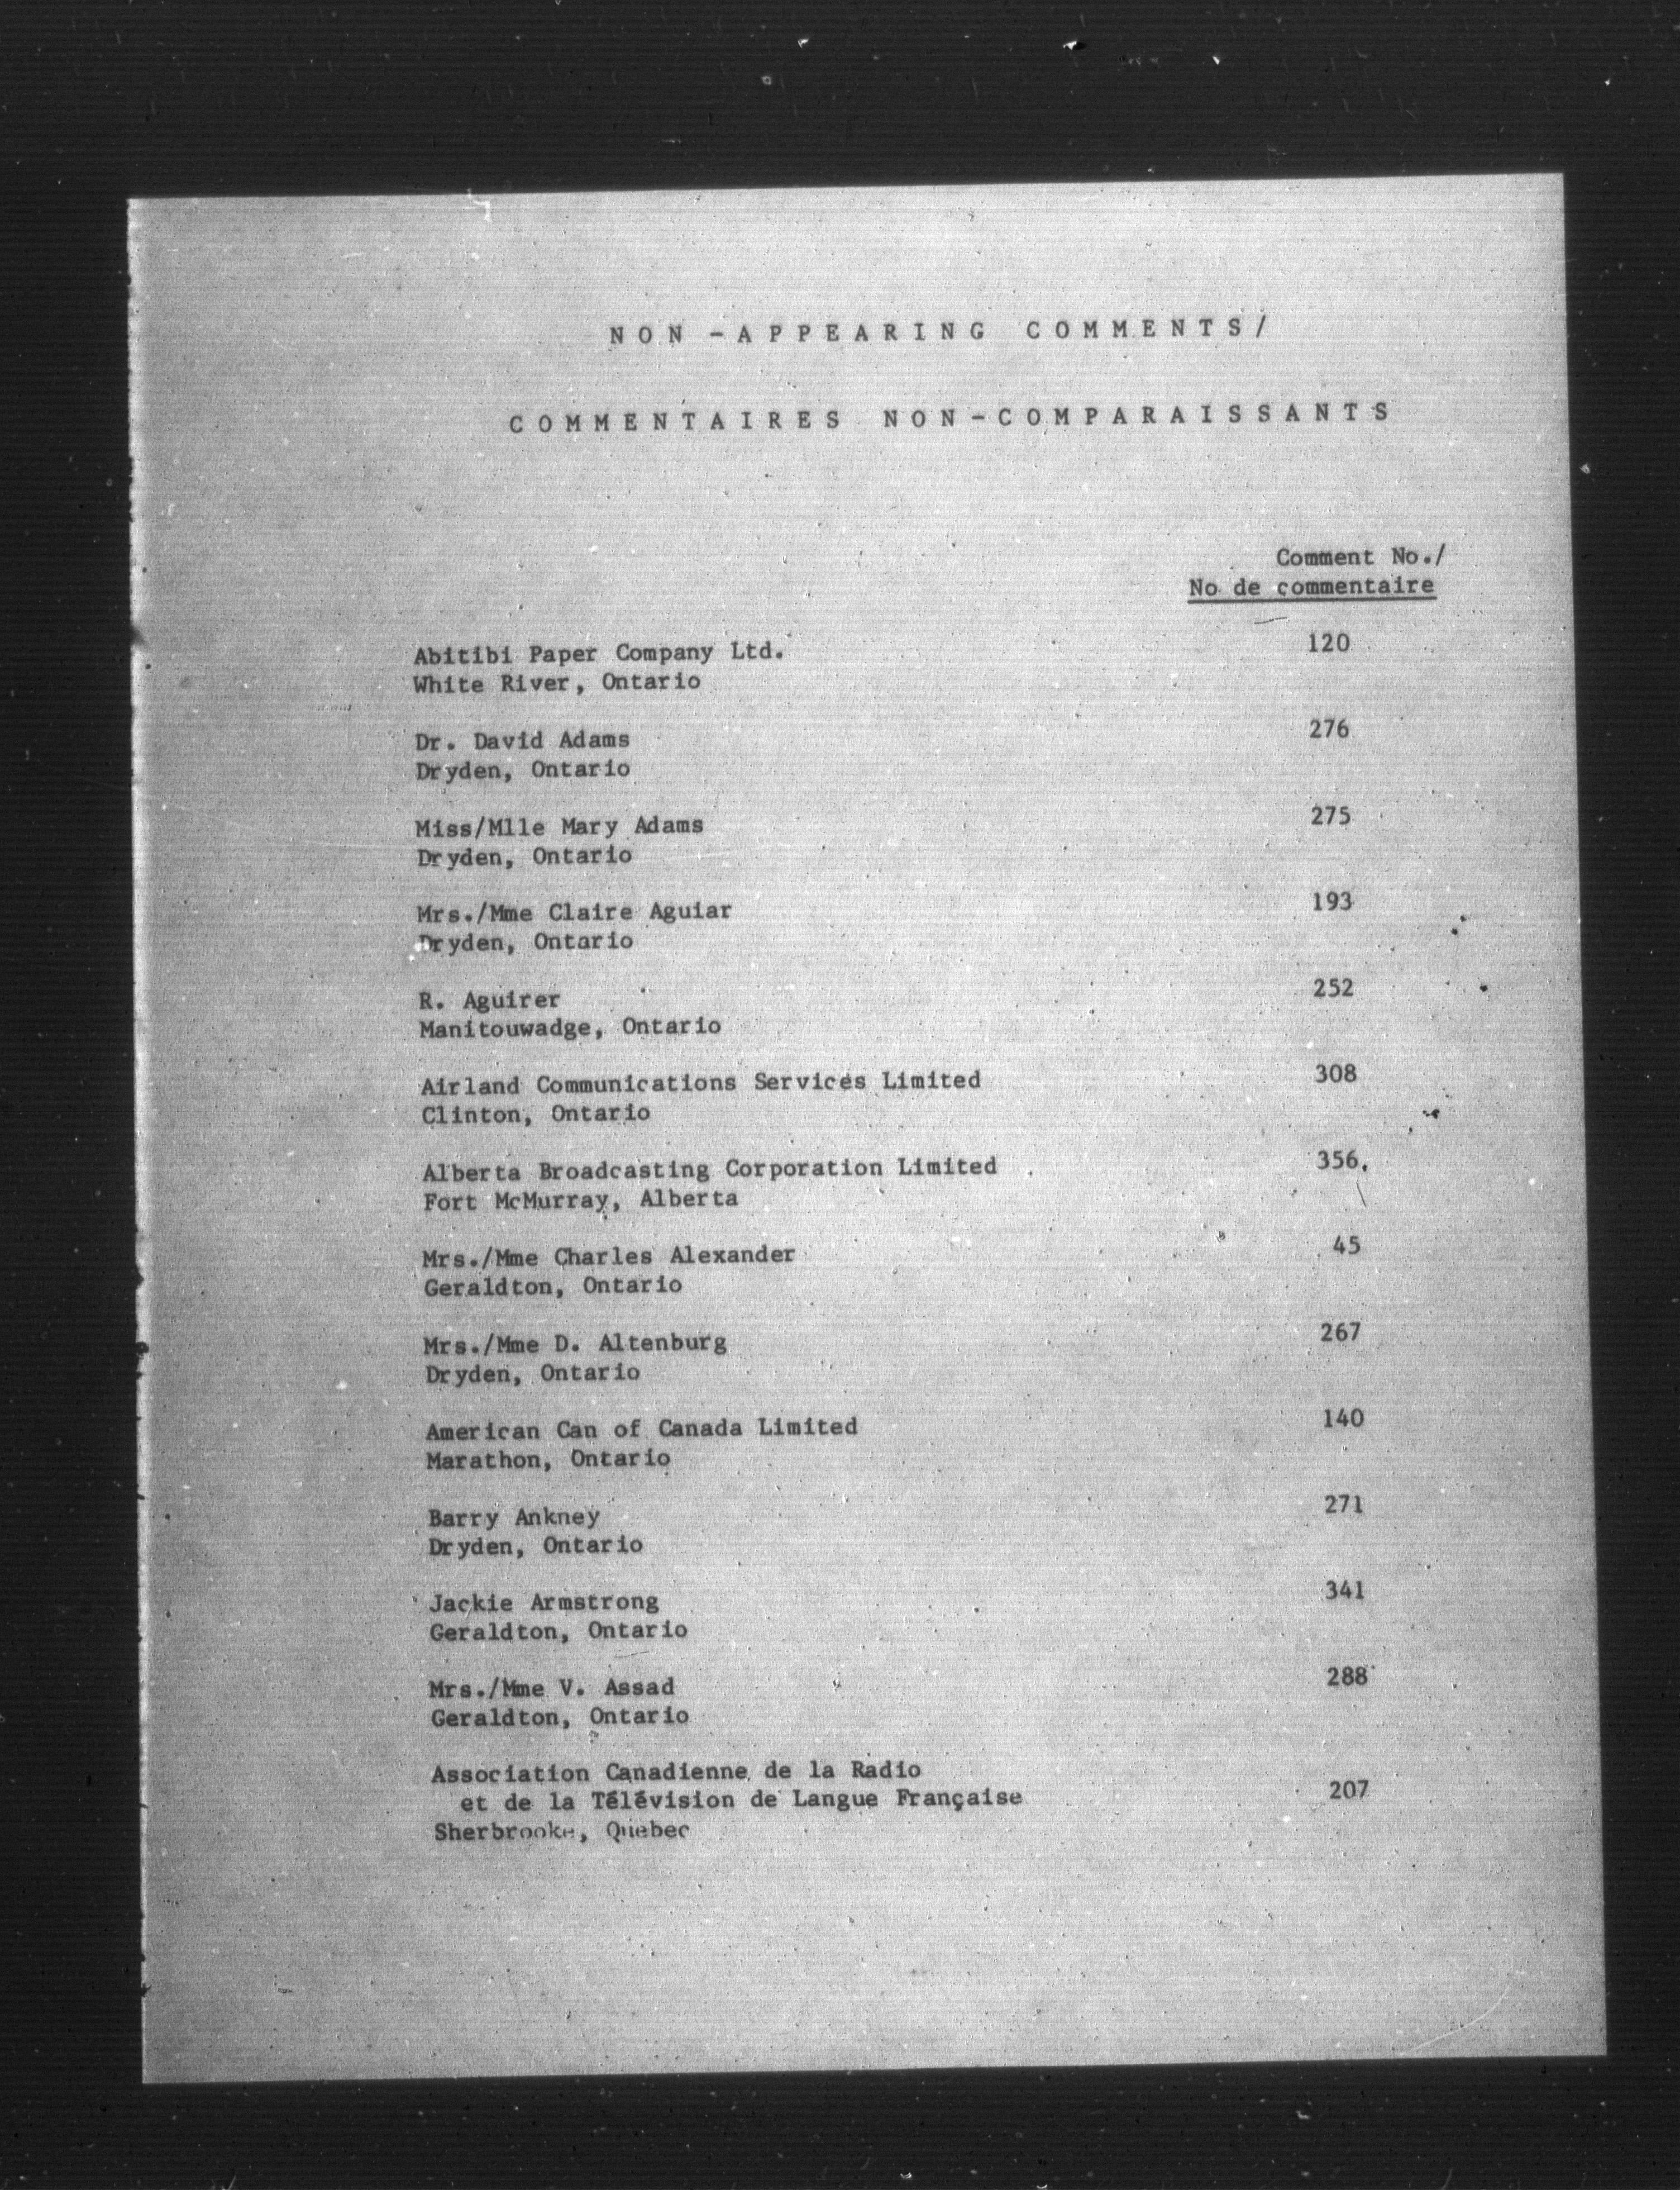 NON-APPEARING COMMENTS/
COMMENTAIRES NON-COMPARAISSANTS
Comment No./
No de commentaire
Abitibi Paper Company Ltd. 120
White River, Ontario
Dr. David Adams 276
Dryden, Ontario
Miss/Mlle Mary Adams 275
Dryden, Ontario
Mrs./Mme Claire Aguiar 193
Dryden, Ontario
R. Aguirer 252
Manitouwadge, Ontario
Airland Communications Services Limited 308
Clinton, Ontario
Alberta Broadcasting Corporation Limited 356
Fort McMurray, Alberta
Mrs./Mme Charles Alexander 45
Geraldton, Ontario
Mrs./Mme D. Altenburg 267
Dryden, Ontario
American Can of Canada Limited 140
Marathon, Ontario
Barry Ankney 271
Dryden, Ontario
Jackie Armstrong 341
Geraldton, Ontario
Mrs./Mme V. Assad 288
Geraldton, Ontario
Association Canadienne de la Radio
et de la Télévision de Langue Française 207
Sherbrooke, Quebec